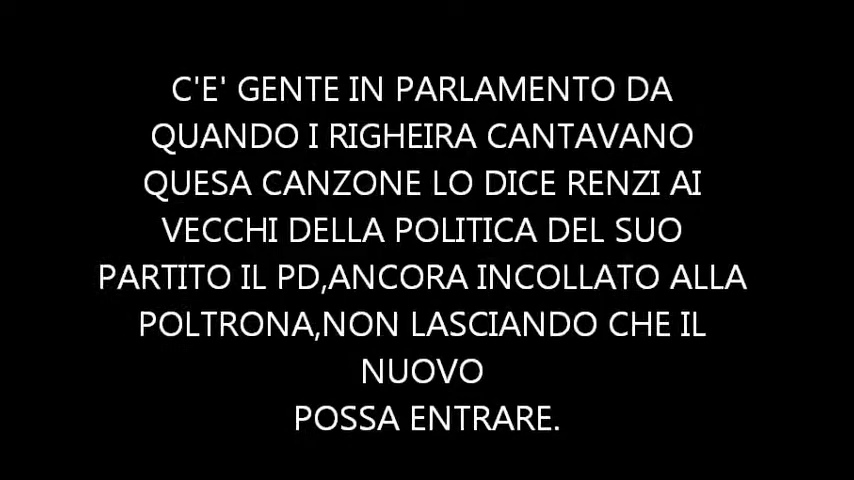 C'E' GENTE IN PARLAMENTO DA
QUANDO I RIGHEIRA CANTAVANO
QUESA CANZONE LO DICE RENZI AI
VECCHI DELLA POLITICA DEL SUO
PARTITO IL PD,ANCORA INCOLLATO ALLA
POLTRONA,NON LASCIANDO CHE IL
NUOVO
POSSA ENTRARE.